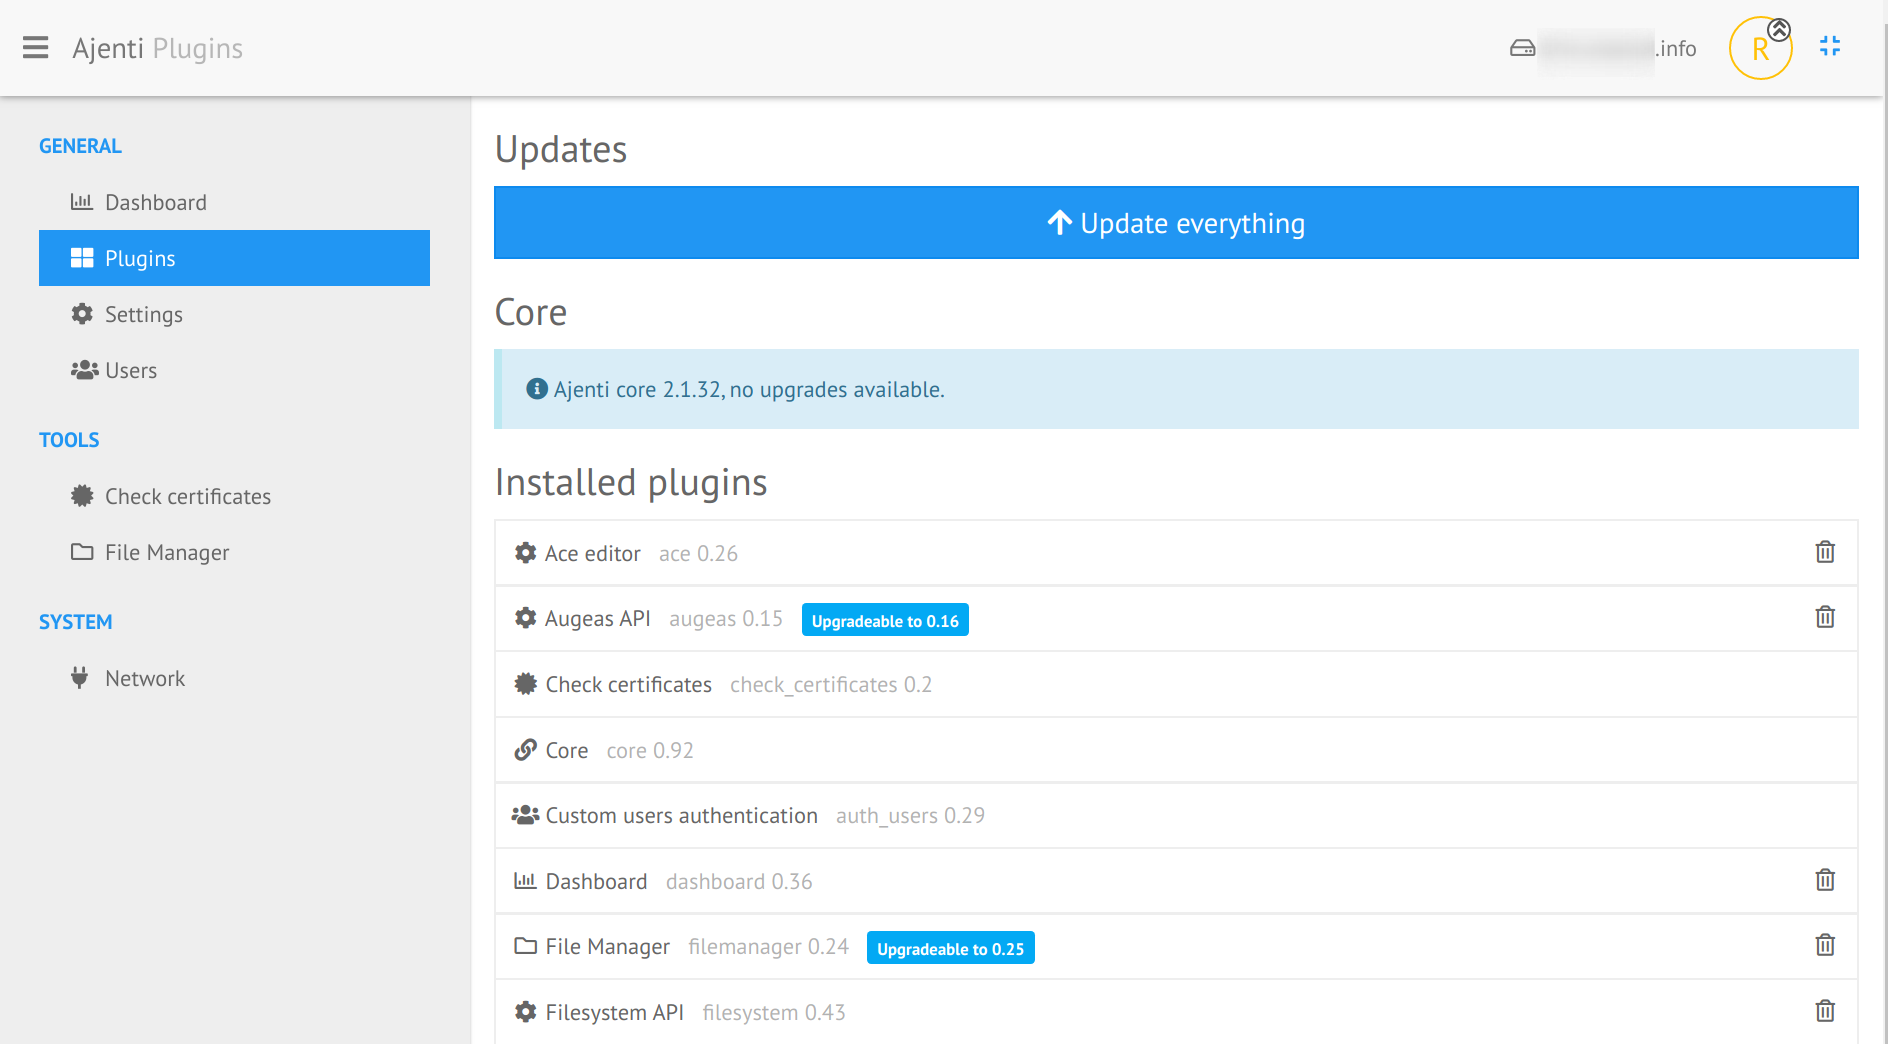 Ajenti Plugins
.info
R
GENERAL
Dashboard
Plugins
Settings
Users
TOOLS
Check certificates
File Manager
SYSTEM
Network
Updates
Update everything
Core
Ajenti core 2.1.32, no upgrades available.
Installed plugins
Ace editor ace 0.26
Augeas API augeas 0.15 Upgradeable to 0.16
Check certificates check_certificates 0.2
Core core 0.92
Custom users authentication auth_users 0.29
Dashboard dashboard 0.36
File Manager filemanager 0.24 Upgradeable to 0.25
Filesystem API filesystem 0.43